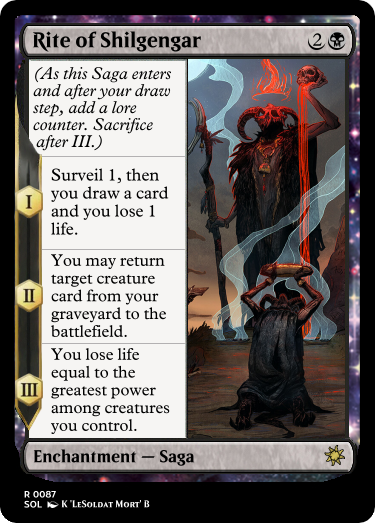 Rite of Shilgengar 2
(As this Saga enters
and after your draw
step, add a lore
counter. Sacrifice
after III.)
I
Surveil 1, then
you draw a card
and you lose 1
life.
II
You may return
target creature
card from your
graveyard to the
battlefield.
III
You lose life
equal to the
greatest power
among creatures
you control.
Enchantment — Saga
R 0087
SOL K 'LeSoldat Mort' B